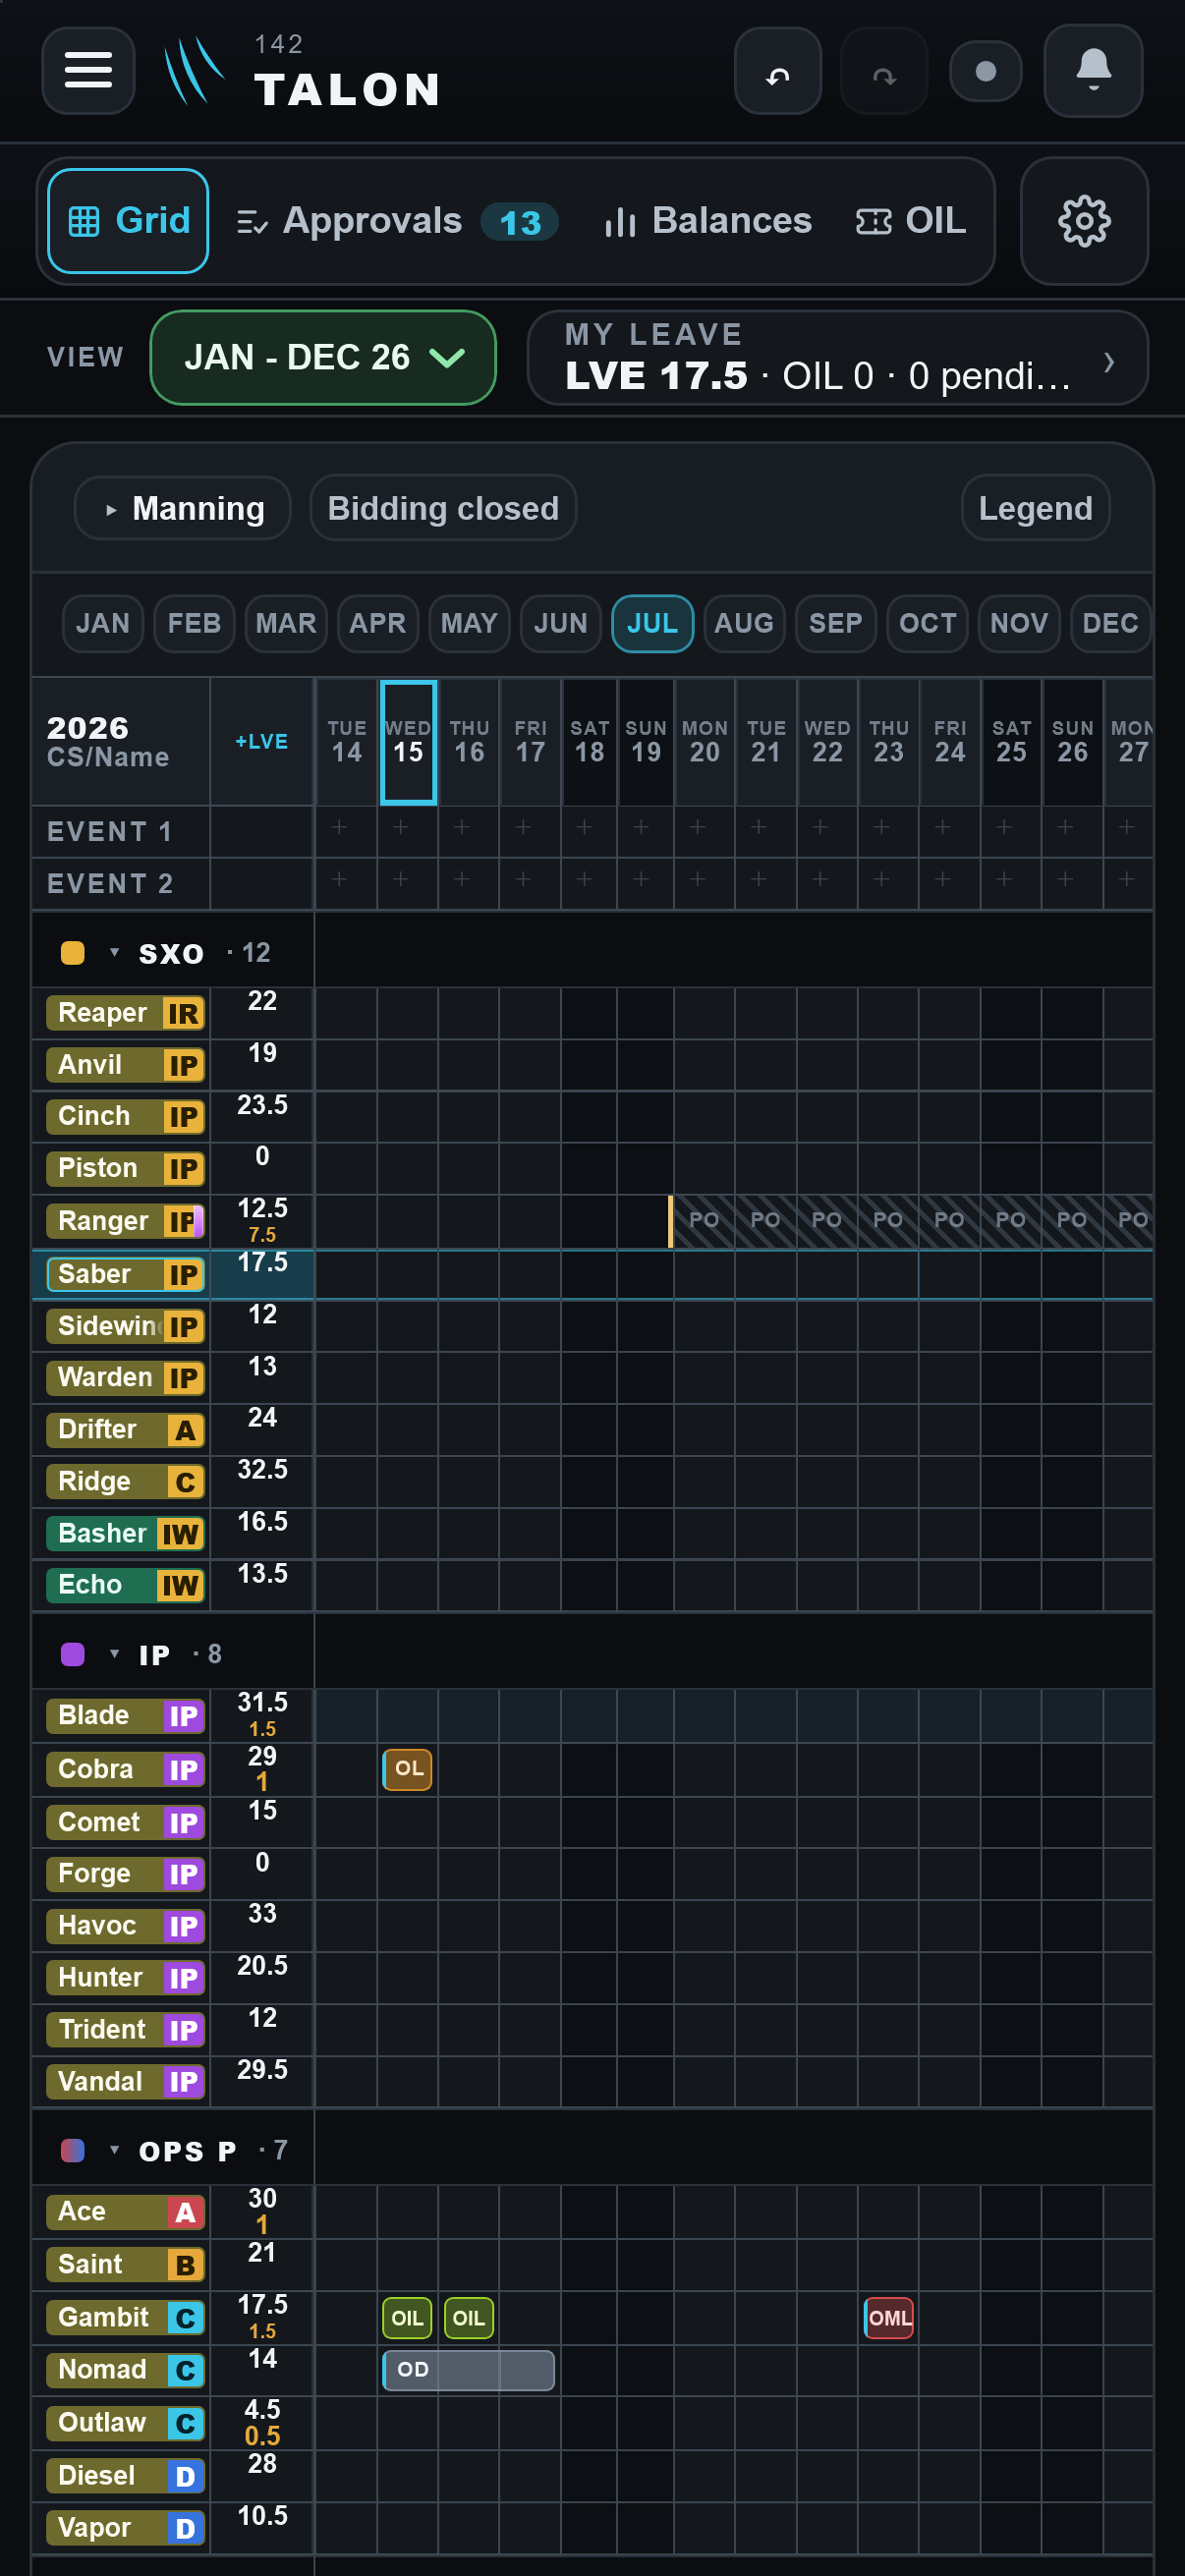 142
TALON
Grid
Approvals 13
Balances
OIL
VIEW
JAN - DEC 26
MY LEAVE
LVE 17.5 · OIL 0 · 0 pendi…
Manning
Bidding closed
Legend
JAN FEB MAR APR MAY JUN JUL AUG SEP OCT NOV DEC
2026
CS/Name
+LVE
TUE 14
WED 15
THU 16
FRI 17
SAT 18
SUN 19
MON 20
TUE 21
WED 22
THU 23
FRI 24
SAT 25
SUN 26
MON 27
EVENT 1 + + + + + + + + + + + + + +
EVENT 2 + + + + + + + + + + + + + +
SXO · 12
Reaper IR 22
Anvil IP 19
Cinch IP 23.5
Piston IP 0
Ranger IP 12.5 7.5 PO PO PO PO PO PO PO PO
Saber IP 17.5
Sidewin IP 12
Warden IP 13
Drifter A 24
Ridge C 32.5
Basher IW 16.5
Echo IW 13.5
IP · 8
Blade IP 31.5 1.5
Cobra IP 29 1 OL
Comet IP 15
Forge IP 0
Havoc IP 33
Hunter IP 20.5
Trident IP 12
Vandal IP 29.5
OPS P · 7
Ace A 30 1
Saint B 21
Gambit C 17.5 1.5 OIL OIL OML
Nomad C 14 OD
Outlaw C 4.5 0.5
Diesel D 28
Vapor D 10.5